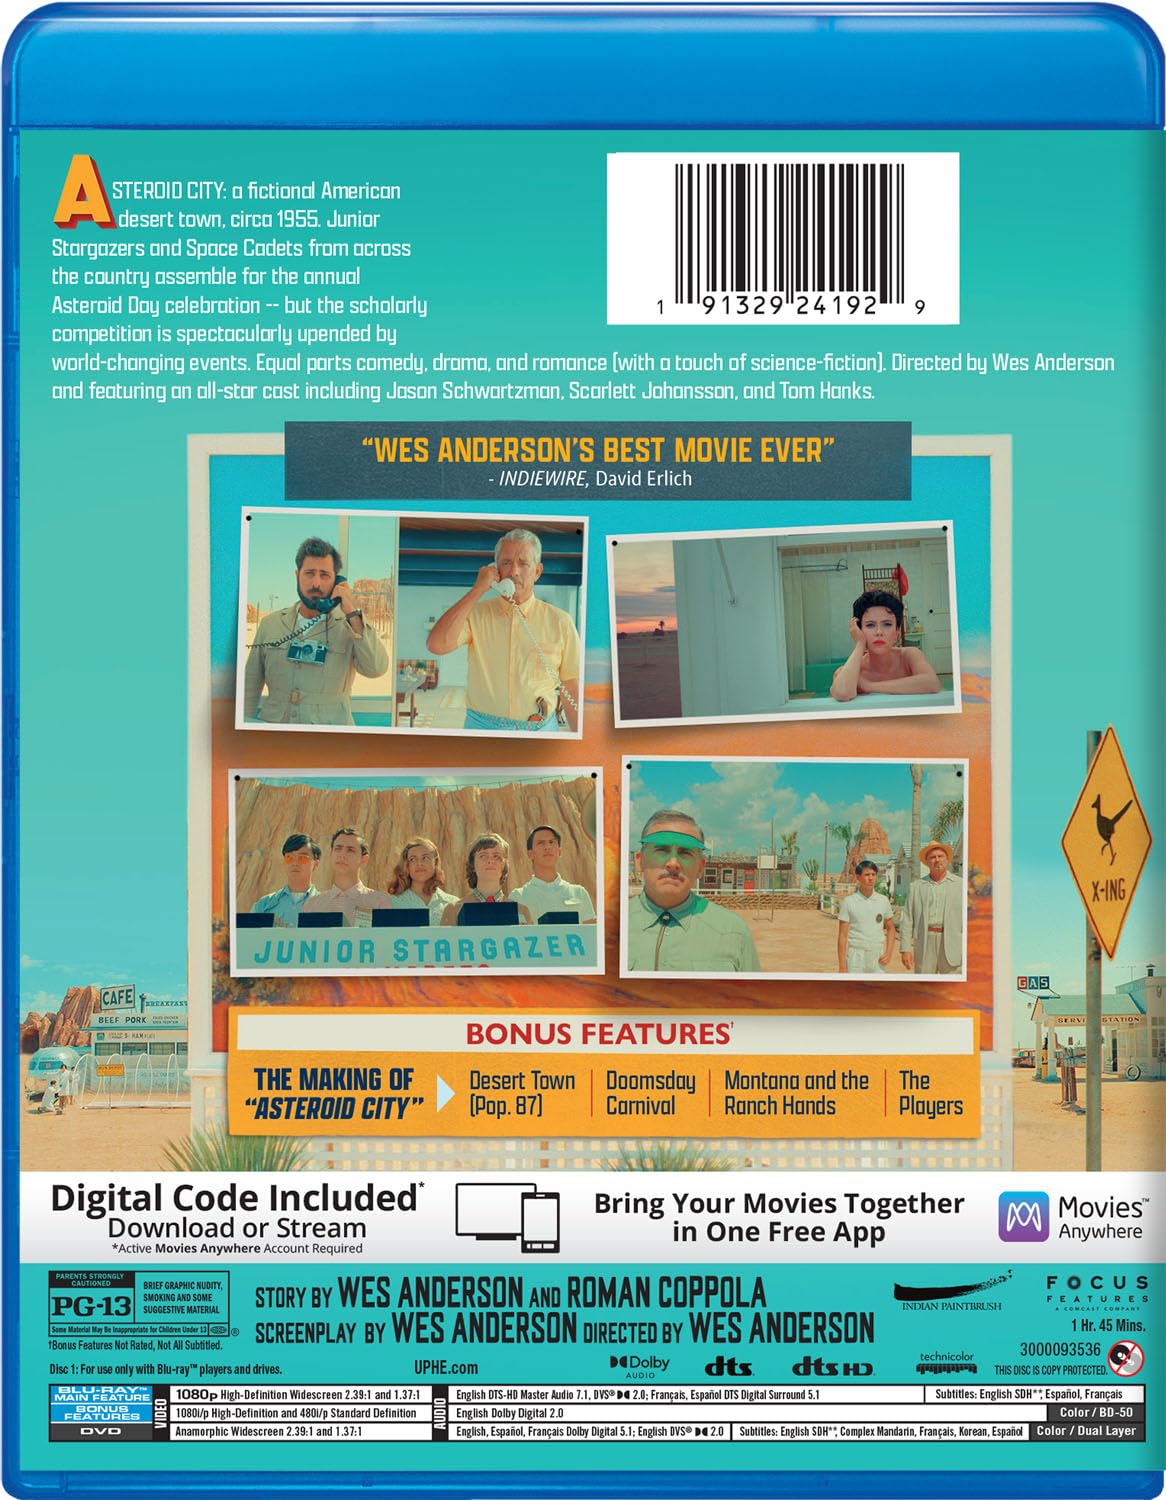 ASTEROID CITY: a fictional American
desert town, circa 1955. Junior
Stargazers and Space Cadets from across
the country assemble for the annual
Asteroid Day celebration -- but the scholarly
competition is spectacularly upended by
world-changing events. Equal parts comedy, drama, and romance (with a touch of science-fiction). Directed by Wes Anderson
and featuring an all-star cast including Jason Schwartzman, Scarlett Johansson, and Tom Hanks.
1 91329 24192 9
“WES ANDERSON’S BEST MOVIE EVER”
- INDIEWIRE, David Erlich
JUNIOR STARGAZER
X-ING
CAFE
BREAKFAST
BEEF PORK
GAS
SERVICE STATION
BONUS FEATURES†
THE MAKING OF
“ASTEROID CITY”
Desert Town
(Pop. 87)
Doomsday
Carnival
Montana and the
Ranch Hands
The
Players
Digital Code Included*
Download or Stream
*Active Movies Anywhere Account Required
Bring Your Movies Together
in One Free App
Movies™
Anywhere
PARENTS STRONGLY
CAUTIONED
PG-13
BRIEF GRAPHIC NUDITY,
SMOKING AND SOME
SUGGESTIVE MATERIAL
Some Material May Be Inappropriate for Children Under 13
®
†Bonus Features Not Rated, Not All Subtitled.
STORY BY WES ANDERSON AND ROMAN COPPOLA
SCREENPLAY BY WES ANDERSON DIRECTED BY WES ANDERSON
INDIAN PAINTBRUSH
FOCUS
FEATURES
A COMCAST COMPANY
1 Hr. 45 Mins.
Disc 1: For use only with Blu-ray™ players and drives.
UPHE.com
Dolby
AUDIO
dts
dts HD
technicolor
3000093536
THIS DISC IS COPY PROTECTED.
BLU-RAY™
MAIN FEATURE
BONUS
FEATURES
DVD
VIDEO
1080p High-Definition Widescreen 2.39:1 and 1.37:1
1080i/p High-Definition and 480i/p Standard Definition
Anamorphic Widescreen 2.39:1 and 1.37:1
AUDIO
English DTS-HD Master Audio 7.1, DVS® 2.0; Français, Español DTS Digital Surround 5.1
Subtitles: English SDH**, Español, Français
English Dolby Digital 2.0
Color / BD-50
English, Español, Français Dolby Digital 5.1; English DVS® 2.0
Subtitles: English SDH**, Complex Mandarin, Français, Korean, Español
Color / Dual Layer